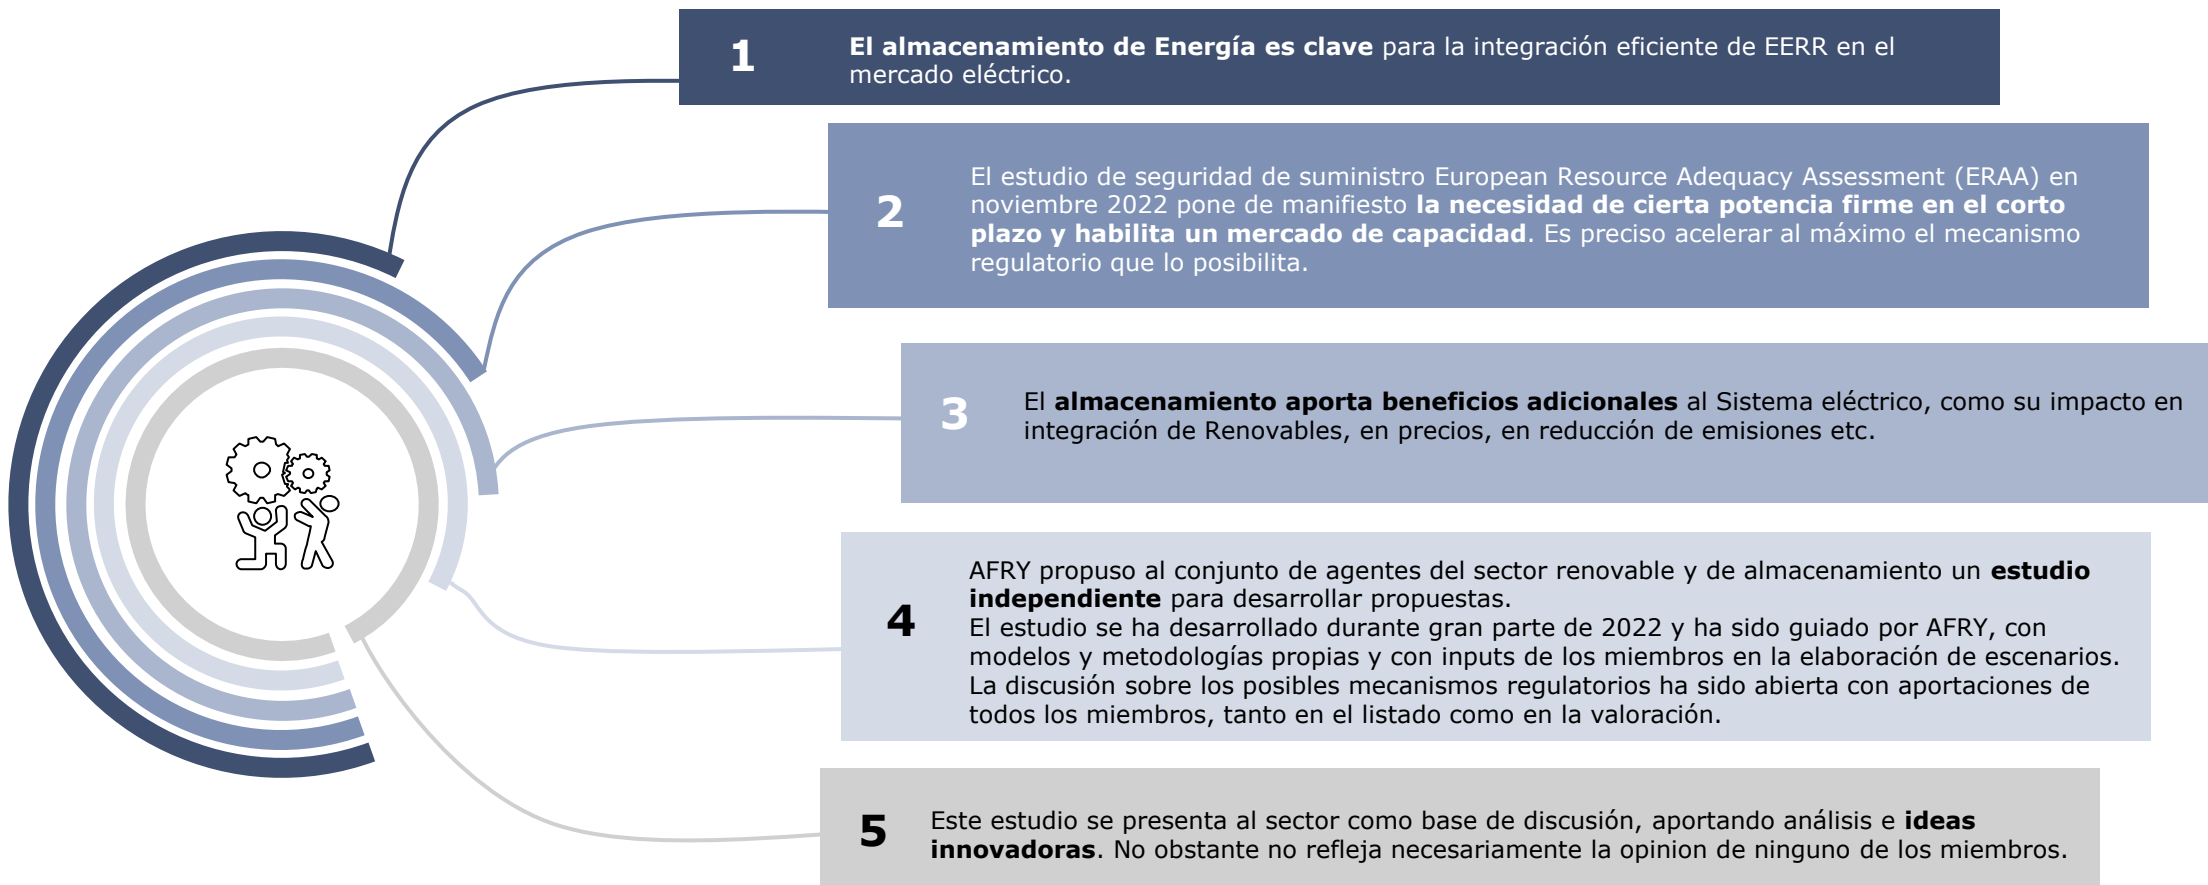 1
El almacenamiento de Energía es clave para la integración eficiente de EERR en el
mercado eléctrico.
2
El estudio de seguridad de suministro European Resource Adequacy Assessment (ERAA) en
noviembre 2022 pone de manifiesto la necesidad de cierta potencia firme en el corto
plazo y habilita un mercado de capacidad. Es preciso acelerar al máximo el mecanismo
regulatorio que lo posibilita.
3
El almacenamiento aporta beneficios adicionales al Sistema eléctrico, como su impacto en
integración de Renovables, en precios, en reducción de emisiones etc.
4
AFRY propuso al conjunto de agentes del sector renovable y de almacenamiento un estudio
independiente para desarrollar propuestas.
El estudio se ha desarrollado durante gran parte de 2022 y ha sido guiado por AFRY, con
modelos y metodologías propias y con inputs de los miembros en la elaboración de escenarios.
La discusión sobre los posibles mecanismos regulatorios ha sido abierta con aportaciones de
todos los miembros, tanto en el listado como en la valoración.
5
Este estudio se presenta al sector como base de discusión, aportando análisis e ideas
innovadoras. No obstante no refleja necesariamente la opinion de ninguno de los miembros.